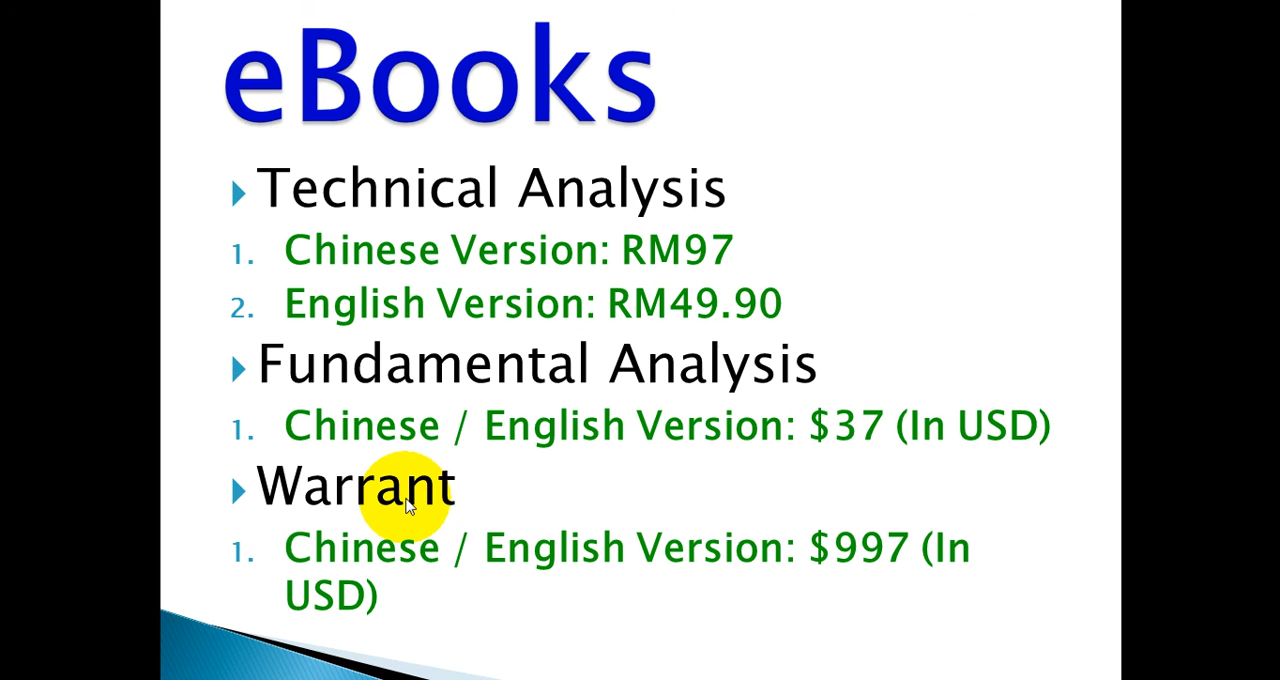 eBooks
Technical Analysis
1. Chinese Version: RM97
2. English Version: RM49.90
Fundamental Analysis
1. Chinese / English Version: $37 (In USD)
Warrant
1. Chinese / English Version: $997 (In
USD)